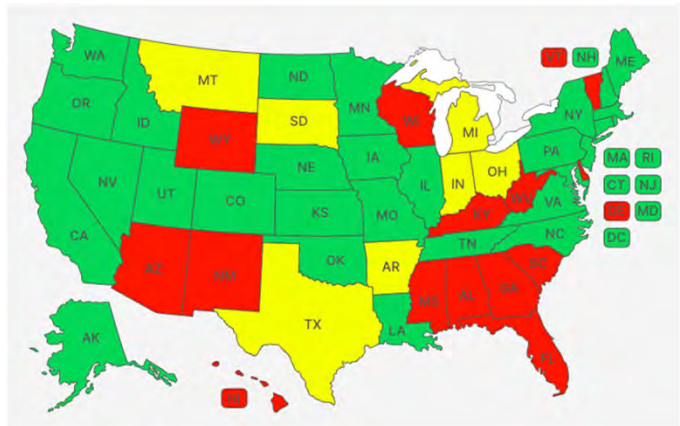 WA
MT
ND
MN
VT NH
ME
OR
ID
WY
SD
WI
MI
NY
NV
UT
CO
NE
IA
IL
IN
OH
PA
MA RI
CT NJ
DE MD
DC
CA
KS
MO
KY
WV
VA
AZ
NM
OK
AR
TN
NC
SC
TX
LA
MS
AL
GA
FL
AK
HI